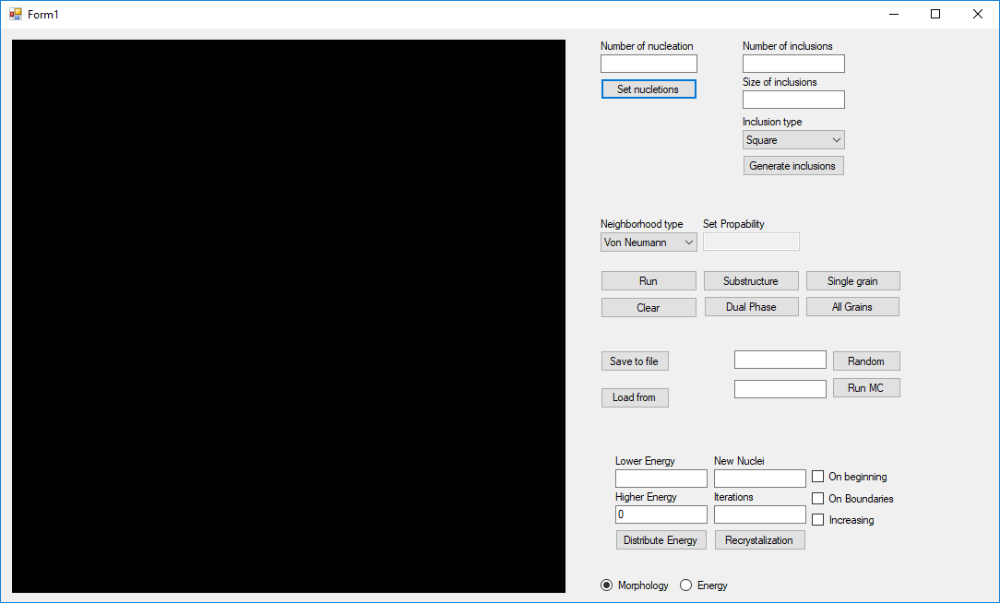 Form1
Number of nucleation
Number of inclusions
Set nucletions
Size of inclusions
Inclusion type
Square
Generate inclusions
Neighborhood type
Set Propability
Von Neumann
Run
Substructure
Single grain
Clear
Dual Phase
All Grains
Save to file
Random
Load from
Run MC
Lower Energy
New Nuclei
On beginning
Higher Energy
Iterations
On Boundaries
0
Increasing
Distribute Energy
Recrystalization
Morphology
Energy